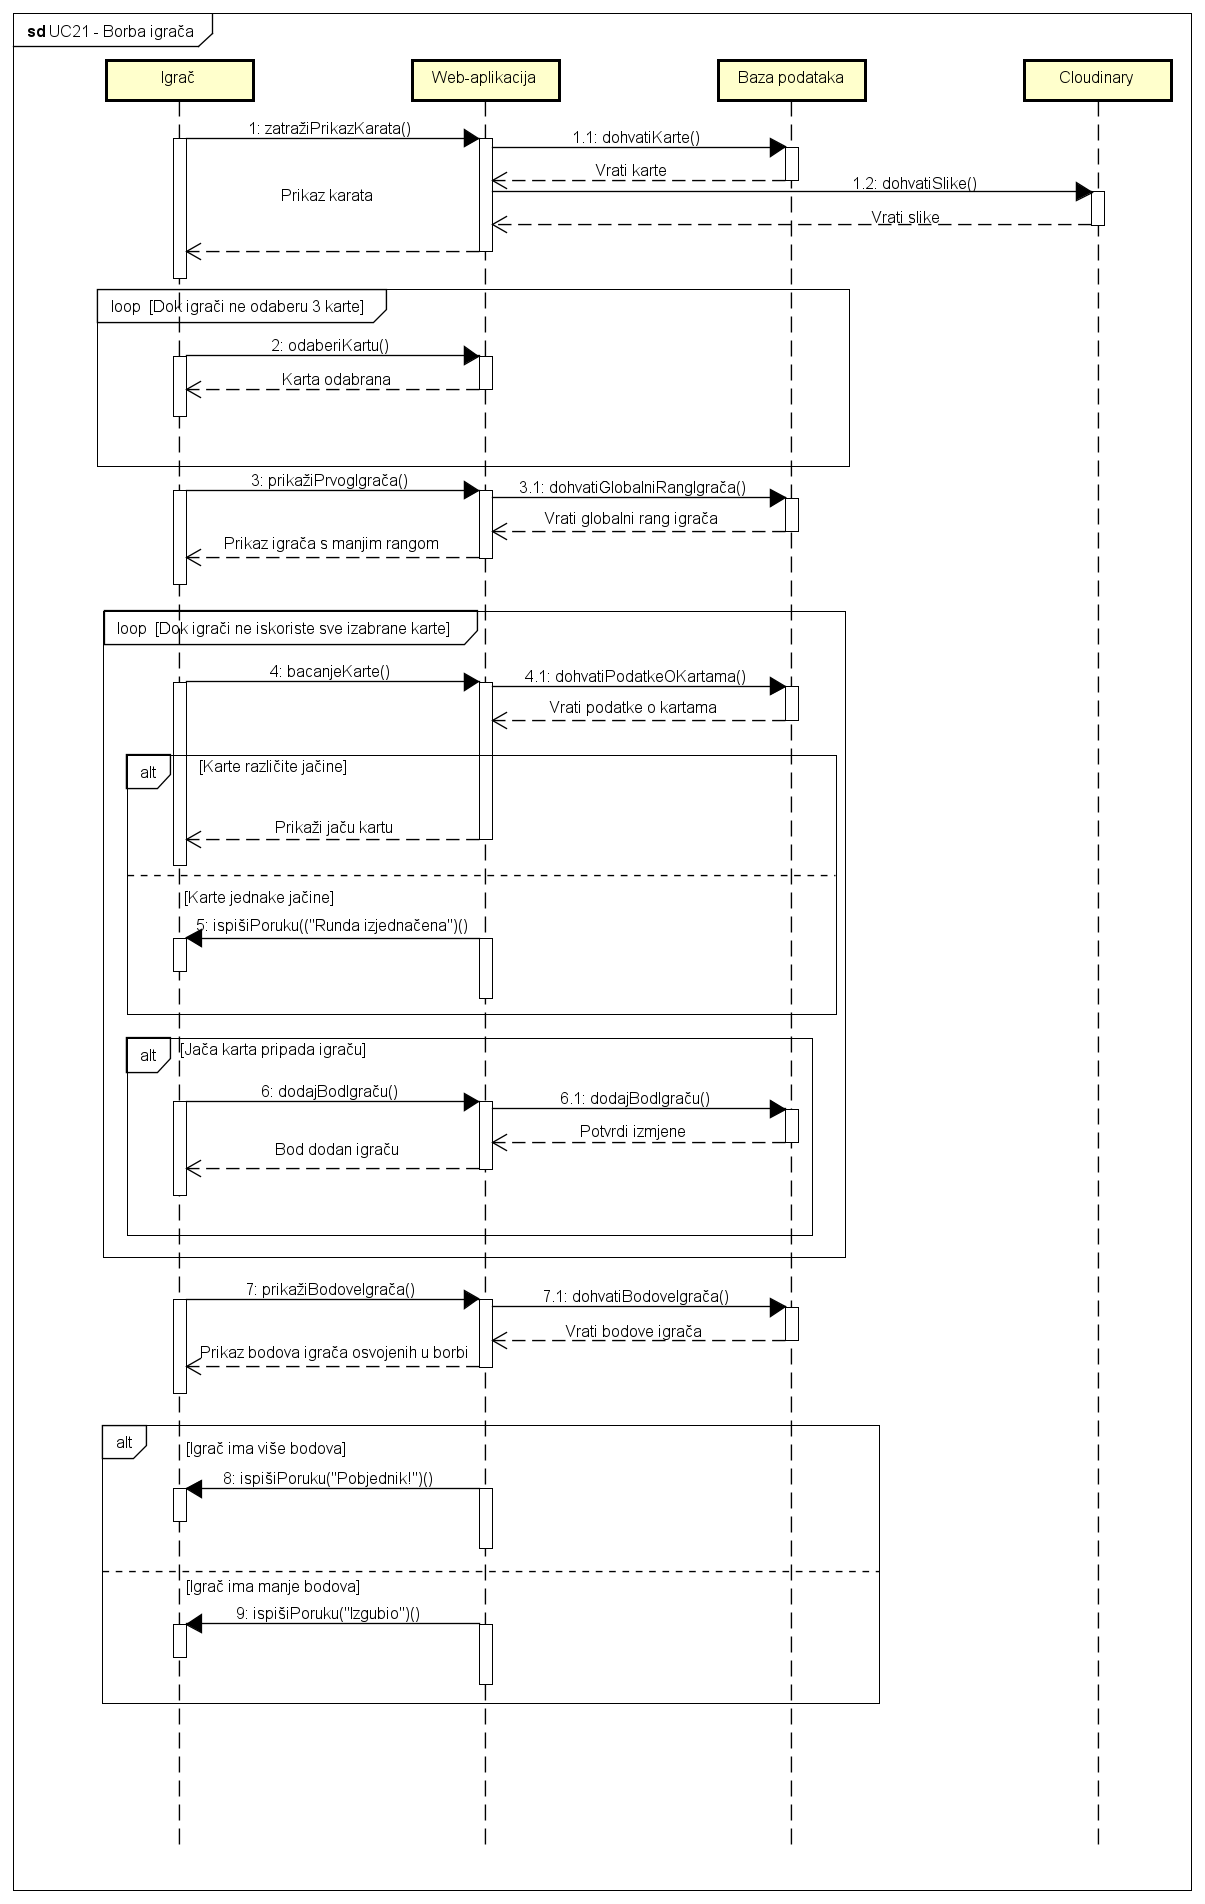 sd UC21 - Borba igrača
Igrač
Web-aplikacija
Baza podataka
Cloudinary
1: zatražiPrikazKarata()
1.1: dohvatiKarte()
Vrati karte
1.2: dohvatiSlike()
Prikaz karata
Vrati slike
loop [Dok igrači ne odaberu 3 karte]
2: odaberiKartu()
Karta odabrana
3: prikažiPrvogIgrača()
3.1: dohvatiGlobalniRangIgrača()
Vrati globalni rang igrača
Prikaz igrača s manjim rangom
loop [Dok igrači ne iskoriste sve izabrane karte]
4: bacanjeKarte()
4.1: dohvatiPodatkeOKartama()
Vrati podatke o kartama
alt
[Karte različite jačine]
Prikaži jaču kartu
[Karte jednake jačine]
5: ispišiPoruku(("Runda izjednačena")()
alt
[Jača karta pripada igraču]
6: dodajBodIgraču()
6.1: dodajBodIgraču()
Potvrdi izmjene
Bod dodan igraču
7: prikažiBodoveIgrača()
7.1: dohvatiBodoveIgrača()
Vrati bodove igrača
Prikaz bodova igrača osvojenih u borbi
alt
[Igrač ima više bodova]
8: ispišiPoruku("Pobjednik!")()
[Igrač ima manje bodova]
9: ispišiPoruku("Izgubio")()